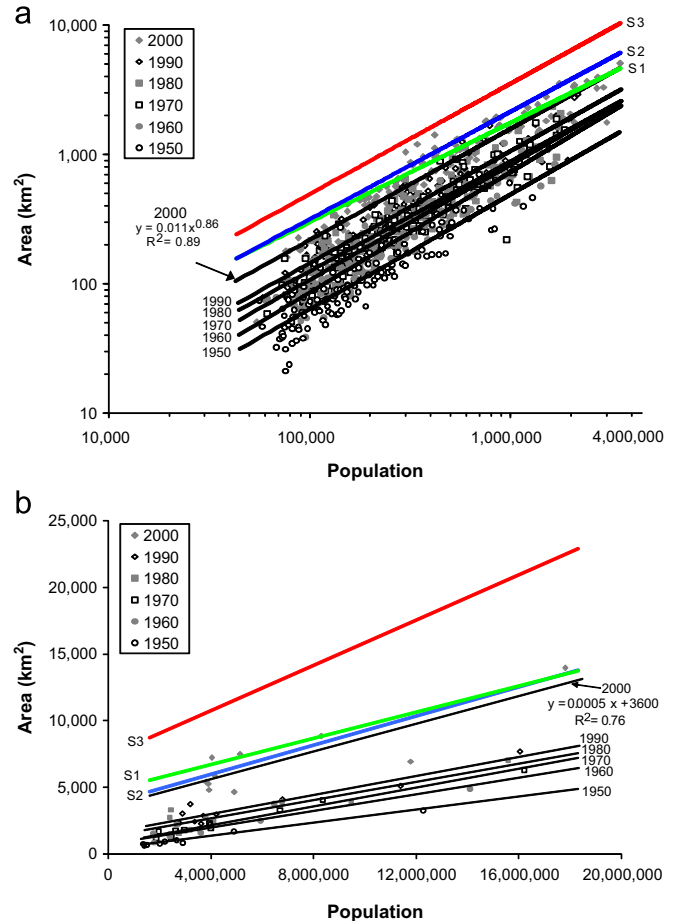 a
10,000
1,000
100
10
Area (km²)
2000
1990
1980
1970
1960
1950
S3
S2
S1
2000
y = 0.011x^0.86
R² = 0.89
1990
1980
1970
1960
1950
10,000
100,000
1,000,000
4,000,000
Population
b
25,000
20,000
15,000
10,000
5,000
0
Area (km²)
2000
1990
1980
1970
1960
1950
S3
S1
S2
2000
y = 0.0005 x +3600
R² = 0.76
1990
1980
1970
1960
1950
0
4,000,000
8,000,000
12,000,000
16,000,000
20,000,000
Population